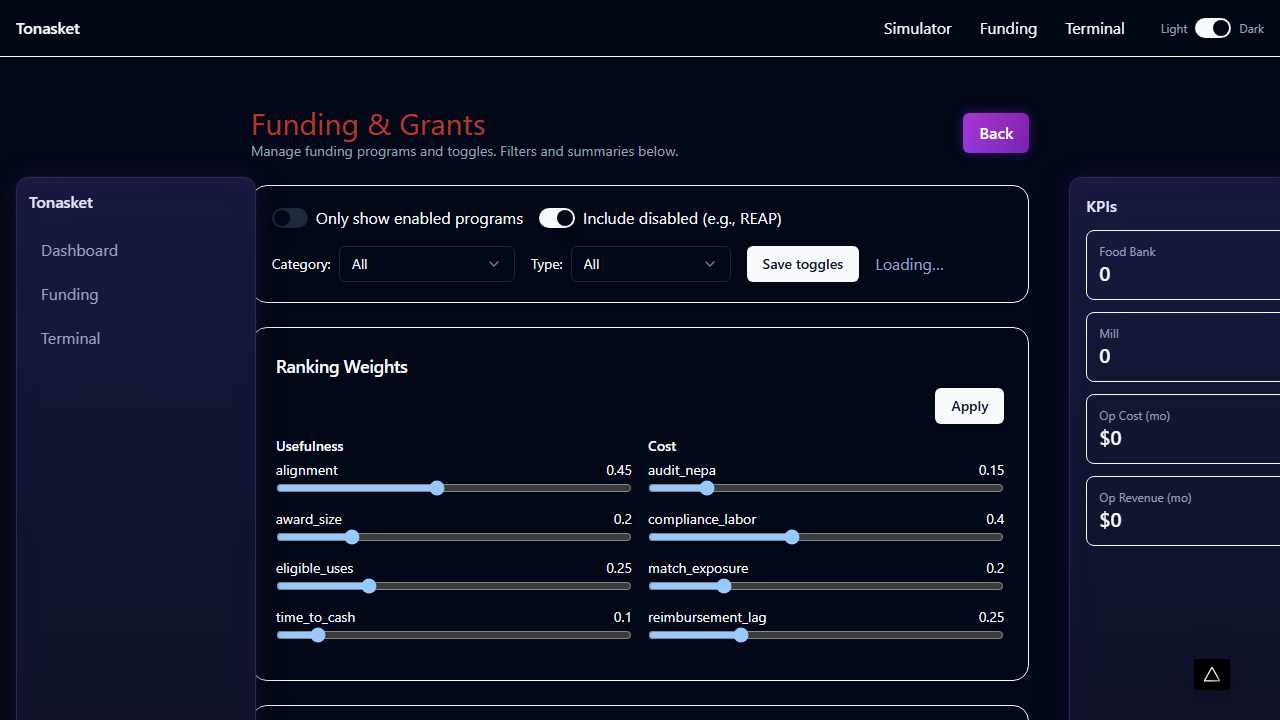 Tonasket
Simulator
Funding
Terminal
Light
Dark
Funding & Grants
Manage funding programs and toggles. Filters and summaries below.
Back
Tonasket
Dashboard
Funding
Terminal
Only show enabled programs
Include disabled (e.g., REAP)
Category:
All
Type:
All
Save toggles
Loading...
Ranking Weights
Apply
Usefulness
alignment 0.45
award_size 0.2
eligible_uses 0.25
time_to_cash 0.1
Cost
audit_nepa 0.15
compliance_labor 0.4
match_exposure 0.2
reimbursement_lag 0.25
KPIs
Food Bank
0
Mill
0
Op Cost (mo)
$0
Op Revenue (mo)
$0